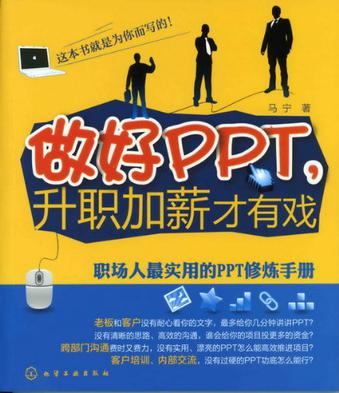 这本书就是为你而写的!
马宁 著
做好PPT,
升职加薪才有戏
职场人最实用的PPT修炼手册
老板和客户没有耐心看你的文字，最多给你几分钟讲讲PPT?
没有清晰的思路、高效的沟通，谁会给你的项目投更多的资金?
跨部门沟通费时又费力，没有实用、漂亮的PPT怎么能高效推进项目?
客户培训、内部交流，没有过硬的PPT功底怎么能行?
化学工业出版社